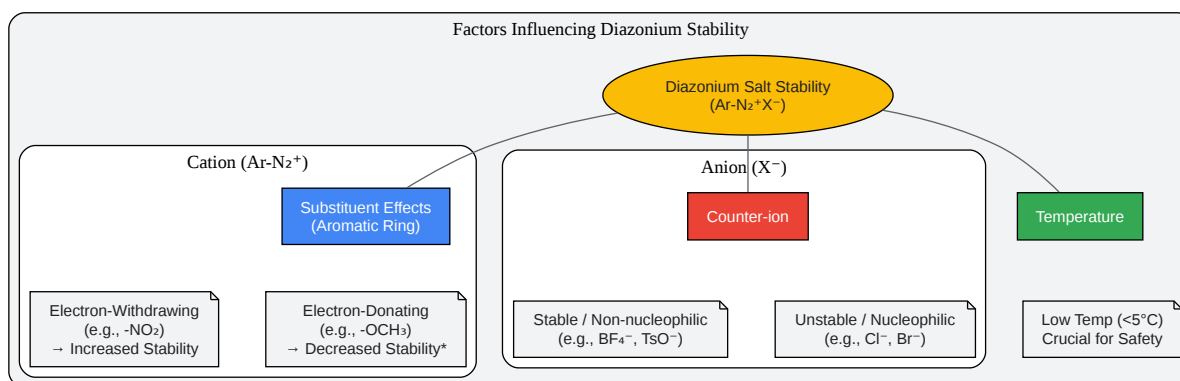 Factors Influencing Diazonium Stability
Diazonium Salt Stability
(Ar-N₂⁺X⁻)
Cation (Ar-N₂⁺)
Anion (X⁻)
Substituent Effects
(Aromatic Ring)
Counter-ion
Temperature
Electron-Withdrawing
(e.g., -NO₂)
→ Increased Stability
Electron-Donating
(e.g., -OCH₃)
→ Decreased Stability*
Stable / Non-nucleophilic
(e.g., BF₄⁻, TsO⁻)
Unstable / Nucleophilic
(e.g., Cl⁻, Br⁻)
Low Temp (<5°C)
Crucial for Safety